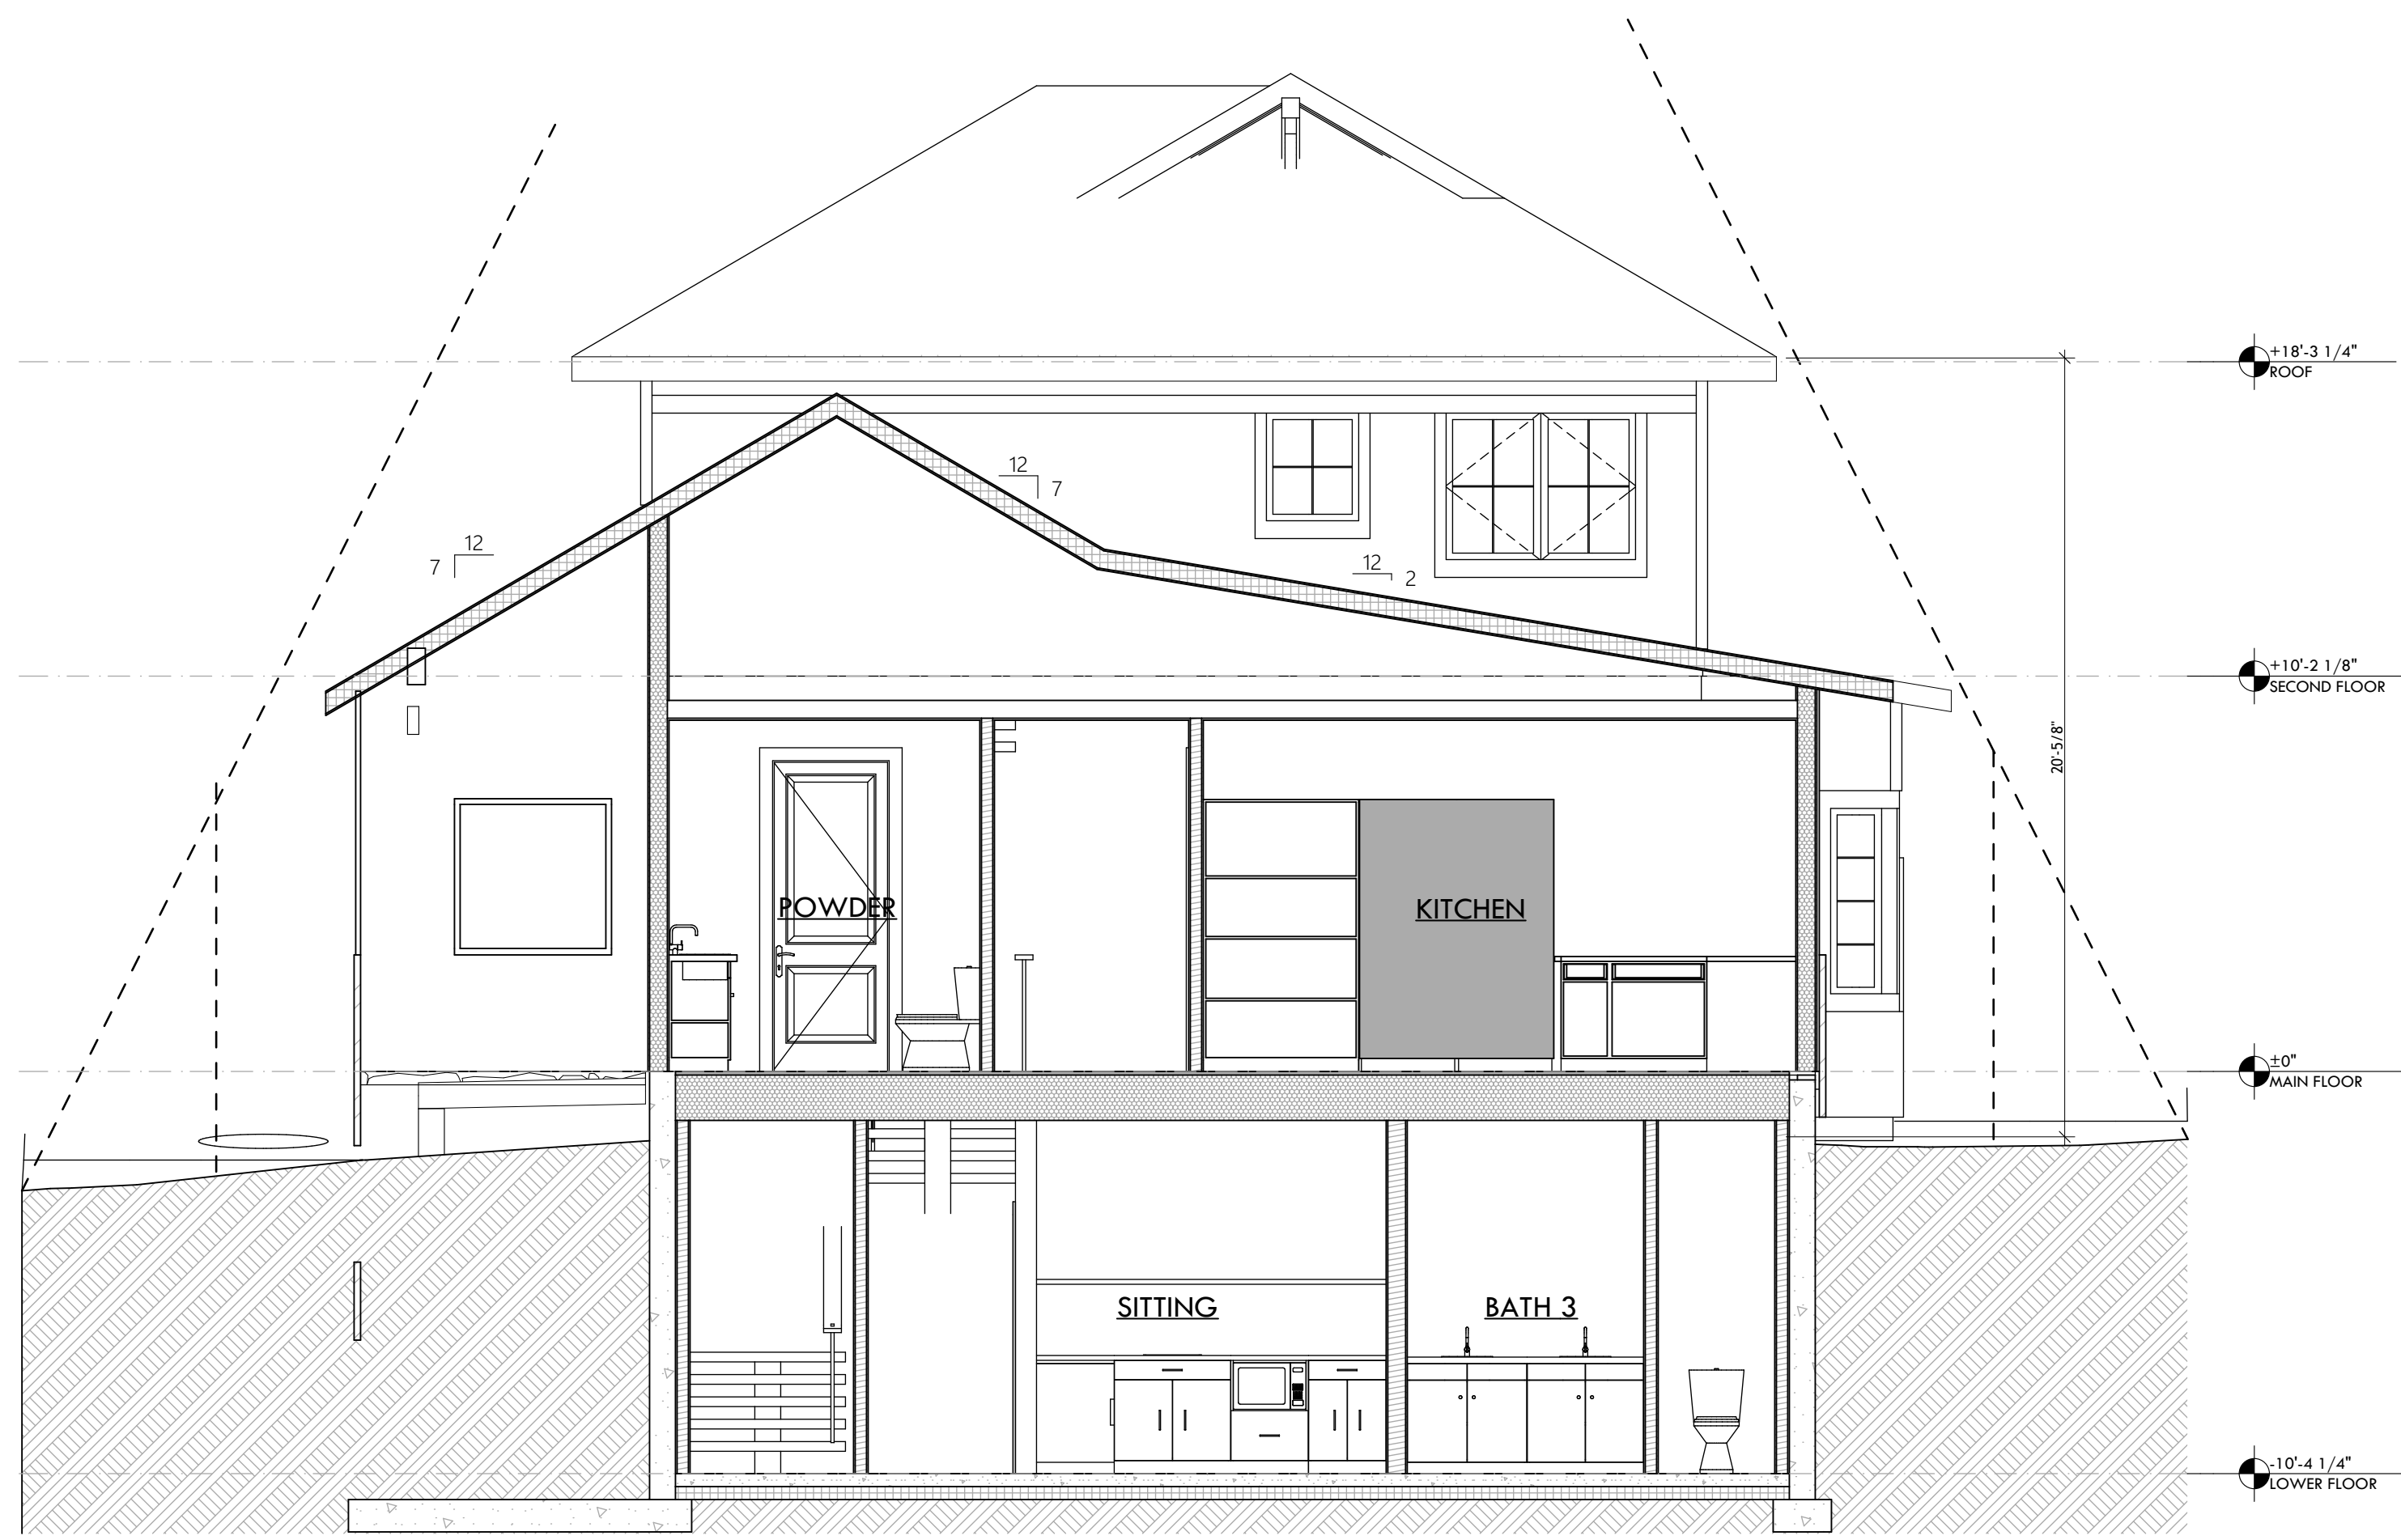 +18'-3 1/4"
ROOF
12
7
12
7
12
2
+10'-2 1/8"
SECOND FLOOR
20'-5/8"
POWDER
KITCHEN
±0"
MAIN FLOOR
SITTING
BATH 3
-10'-4 1/4"
LOWER FLOOR